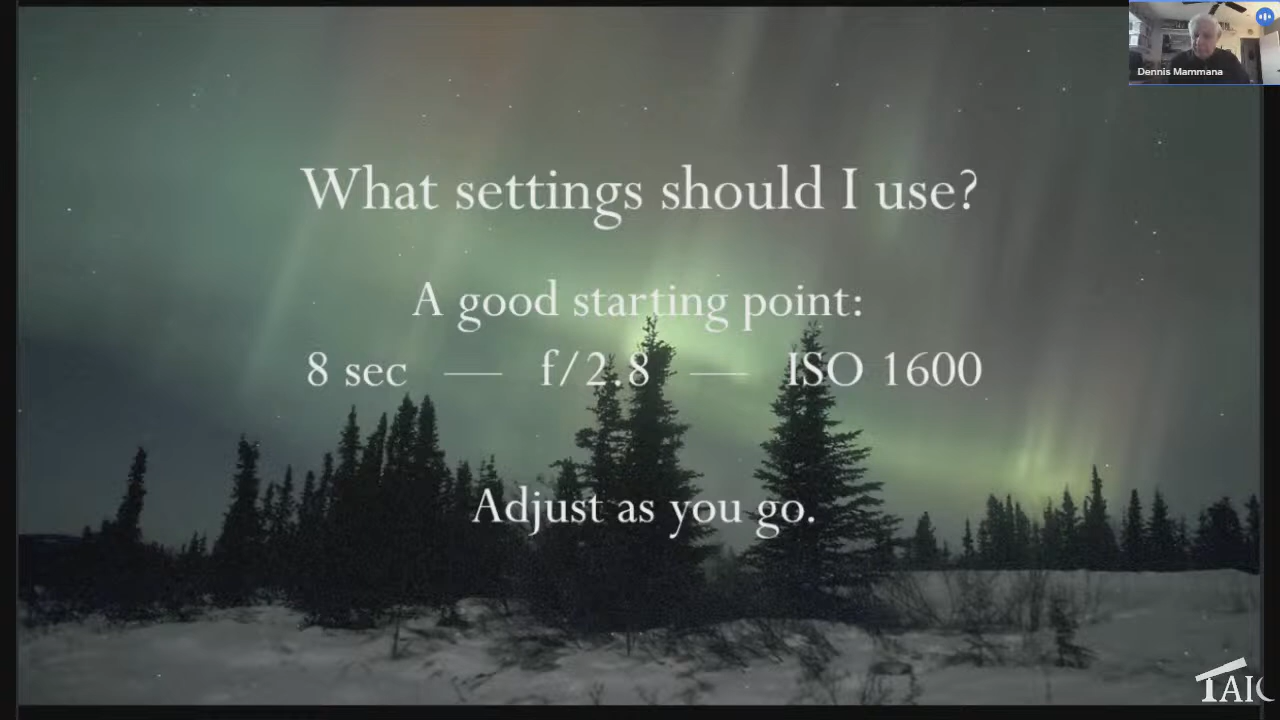 Dennis Mammana
What settings should I use?
A good starting point:
8 sec — f/2.8 — ISO 1600
Adjust as you go.
TAIC